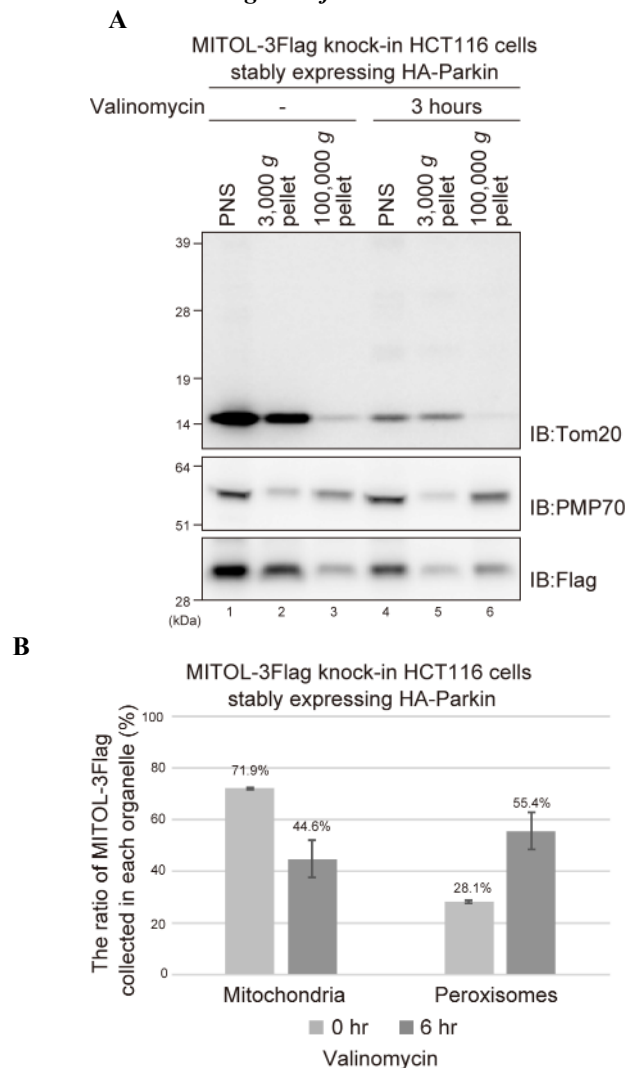 A
MITOL-3Flag knock-in HCT116 cells
stably expressing HA-Parkin
Valinomycin - 3 hours
PNS
3,000 g
pellet
100,000 g
pellet
PNS
3,000 g
pellet
100,000 g
pellet
39
28
19
14
IB:Tom20
64
51
IB:PMP70
28
(kDa)
IB:Flag
1 2 3 4 5 6
B
MITOL-3Flag knock-in HCT116 cells
stably expressing HA-Parkin
The ratio of MITOL-3Flag
collected in each organelle (%)
100
80
60
40
20
0
71.9%
44.6%
28.1%
55.4%
Mitochondria Peroxisomes
0 hr 6 hr
Valinomycin